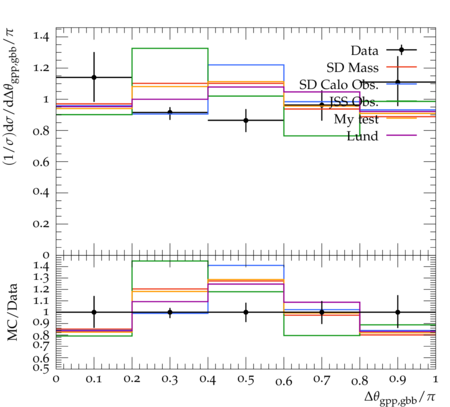 (1/σ)dσ/dΔθgpp,gbb/π
1.4
1.2
1
0.8
0.6
0.4
0.2
0
Data
SD Mass
SD Calo Obs.
JSS Obs.
My test
Lund
MC/Data
1.4
1.3
1.2
1.1
1
0.9
0.8
0.7
0.6
0.5
0 0.1 0.2 0.3 0.4 0.5 0.6 0.7 0.8 0.9 1
Δθgpp,gbb/π